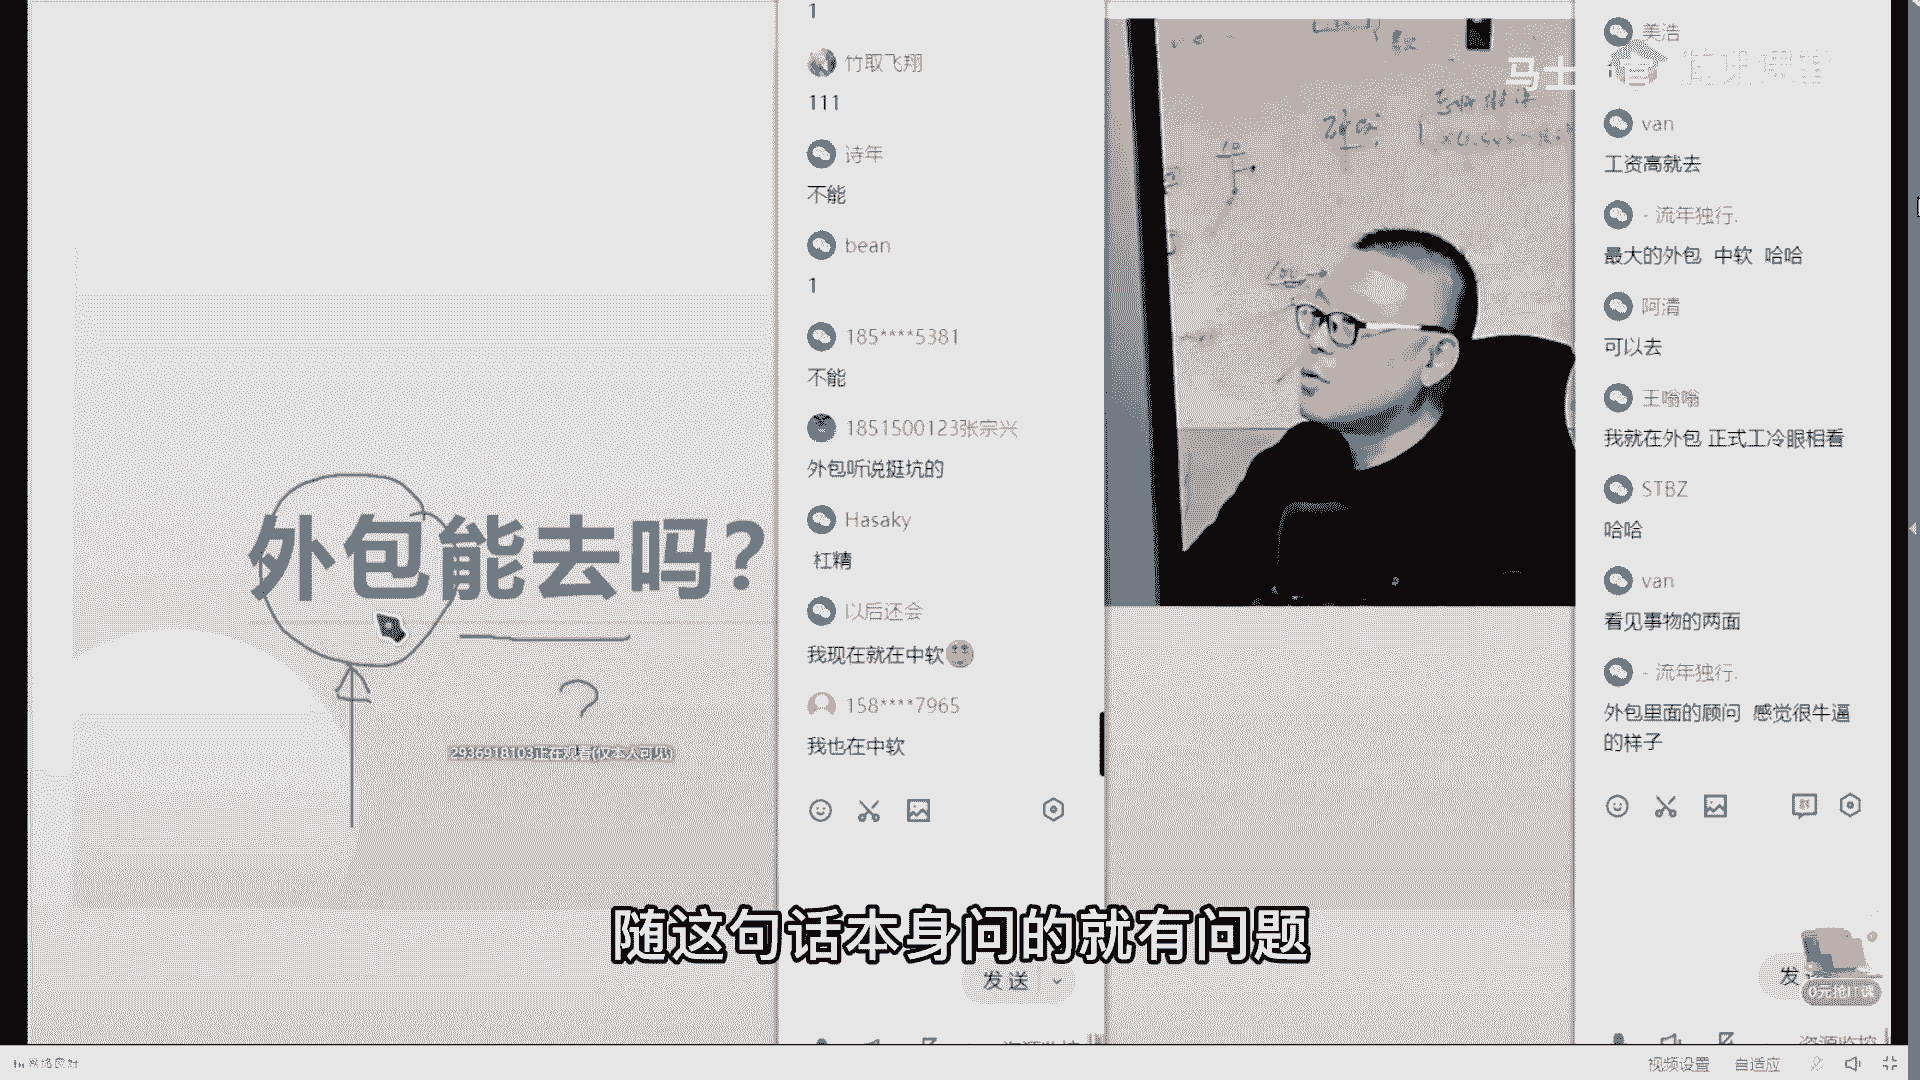 外包能去吗?
?
2936918103正在观看(仅本人可见)
1
竹取飞翔
111
诗年
不能
bean
1
185****5381
不能
1851500123张宗兴
外包听说挺坑的
Hasaky
杠精
以后还会
我现在就在中软
158****7965
我也在中软
发送
马士
美浩
van
工资高就去
- 流年独行.
最大的外包 中软 哈哈
阿清
可以去
王嗡嗡
我就在外包 正式工冷眼相看
STBZ
哈哈
van
看见事物的两面
- 流年独行.
外包里面的顾问 感觉很牛逼
的样子
发
0元抢IT课
随这句话本身问的就有问题
网络良好
视频设置
自适应